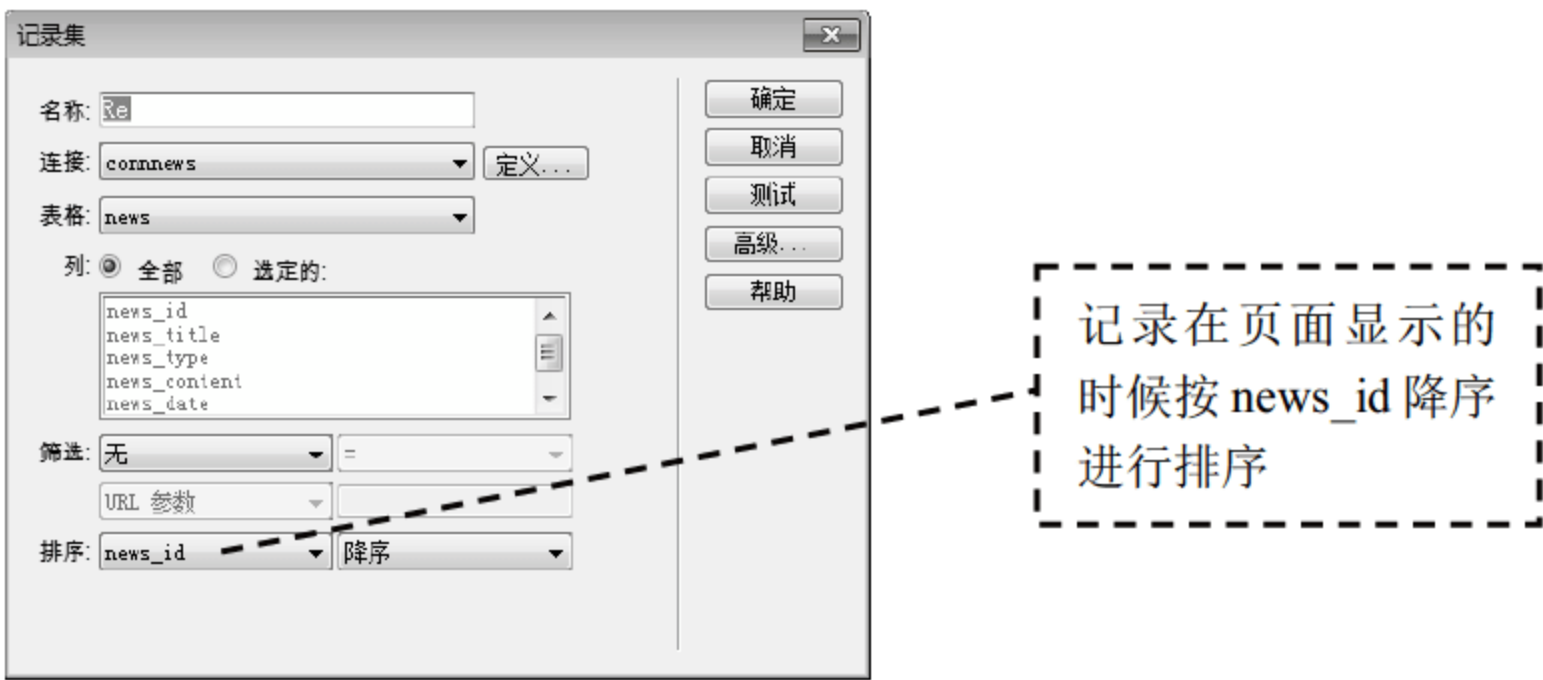 记录集
名称: Re
连接: connnews 定义...
表格: news
列: 全部 选定的:
news_id
news_title
news_type
news_content
news_date
筛选: 无 =
URL 参数
排序: news_id 降序
确定
取消
测试
高级...
帮助
记录在页面显示的
时候按 news_id 降序
进行排序